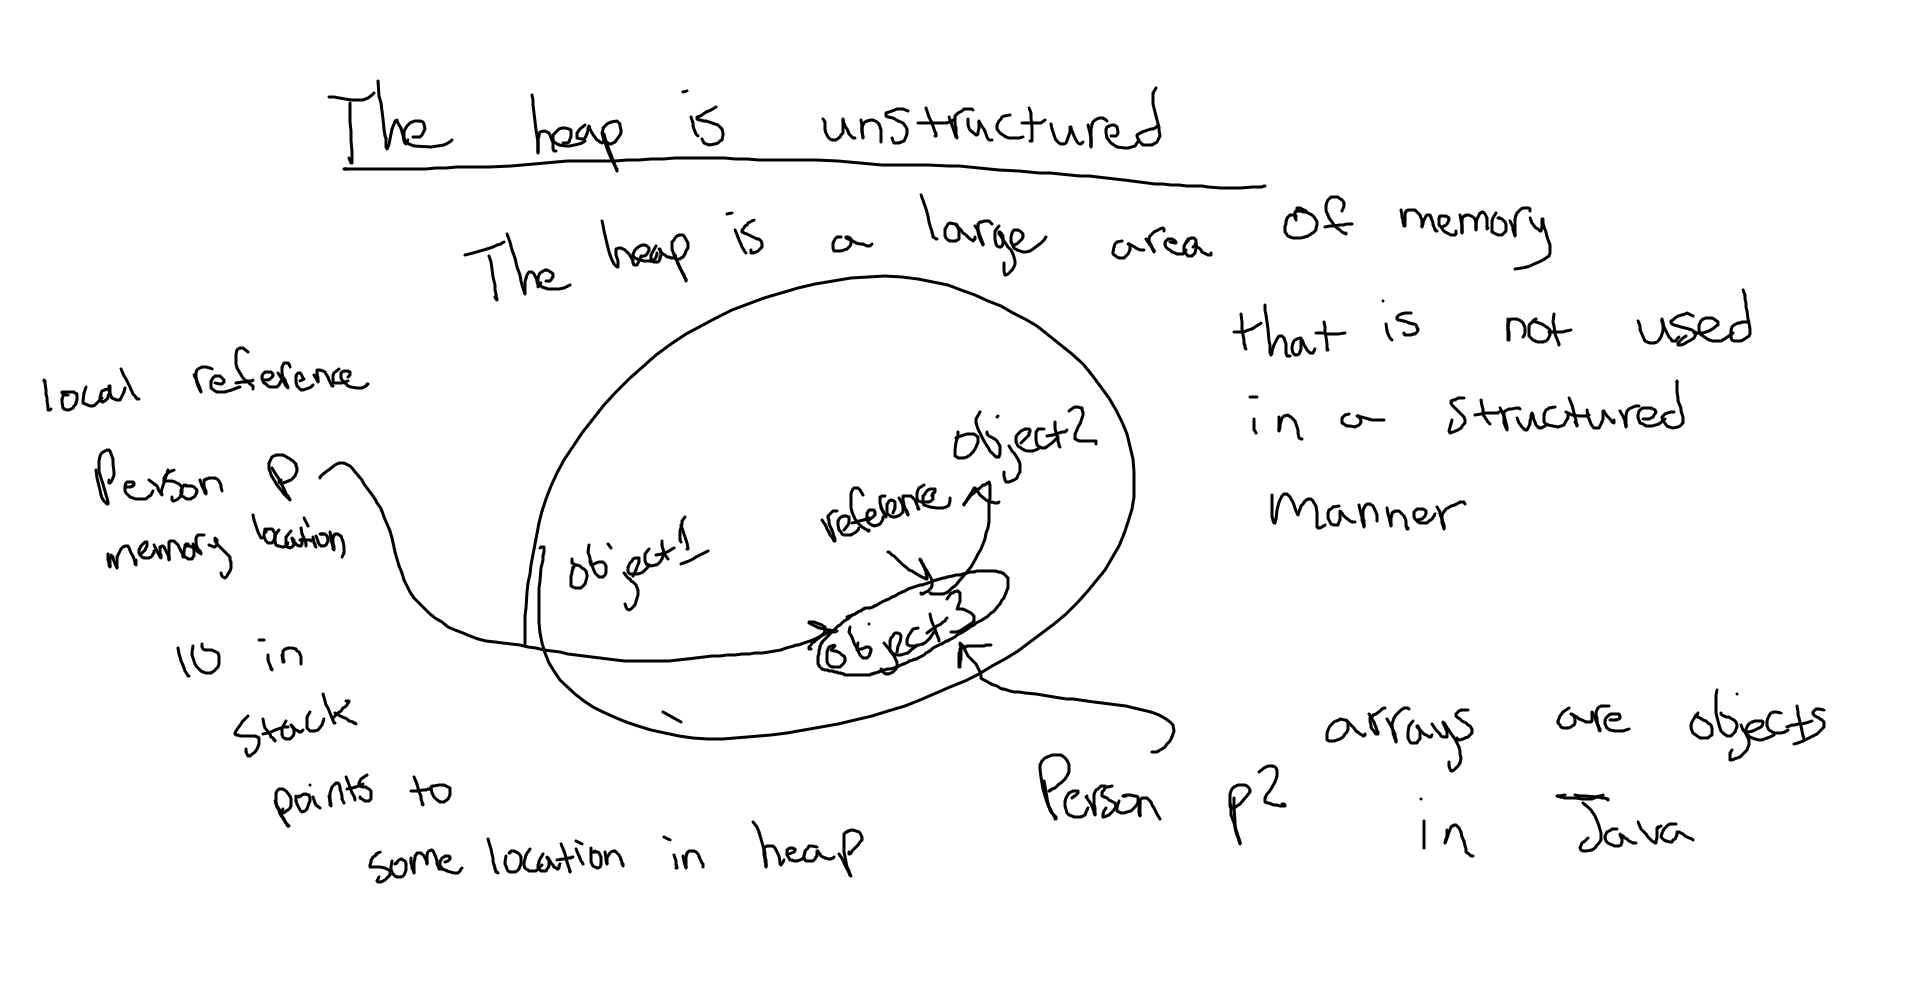 The heap is unstructured
The heap is a large area of memory
that is not used
in a structured
manner
local reference
Person p
memory location
10 in
stack
points to
some location in heap
object1
object2
reference
object3
Person p2
arrays are objects
in Java